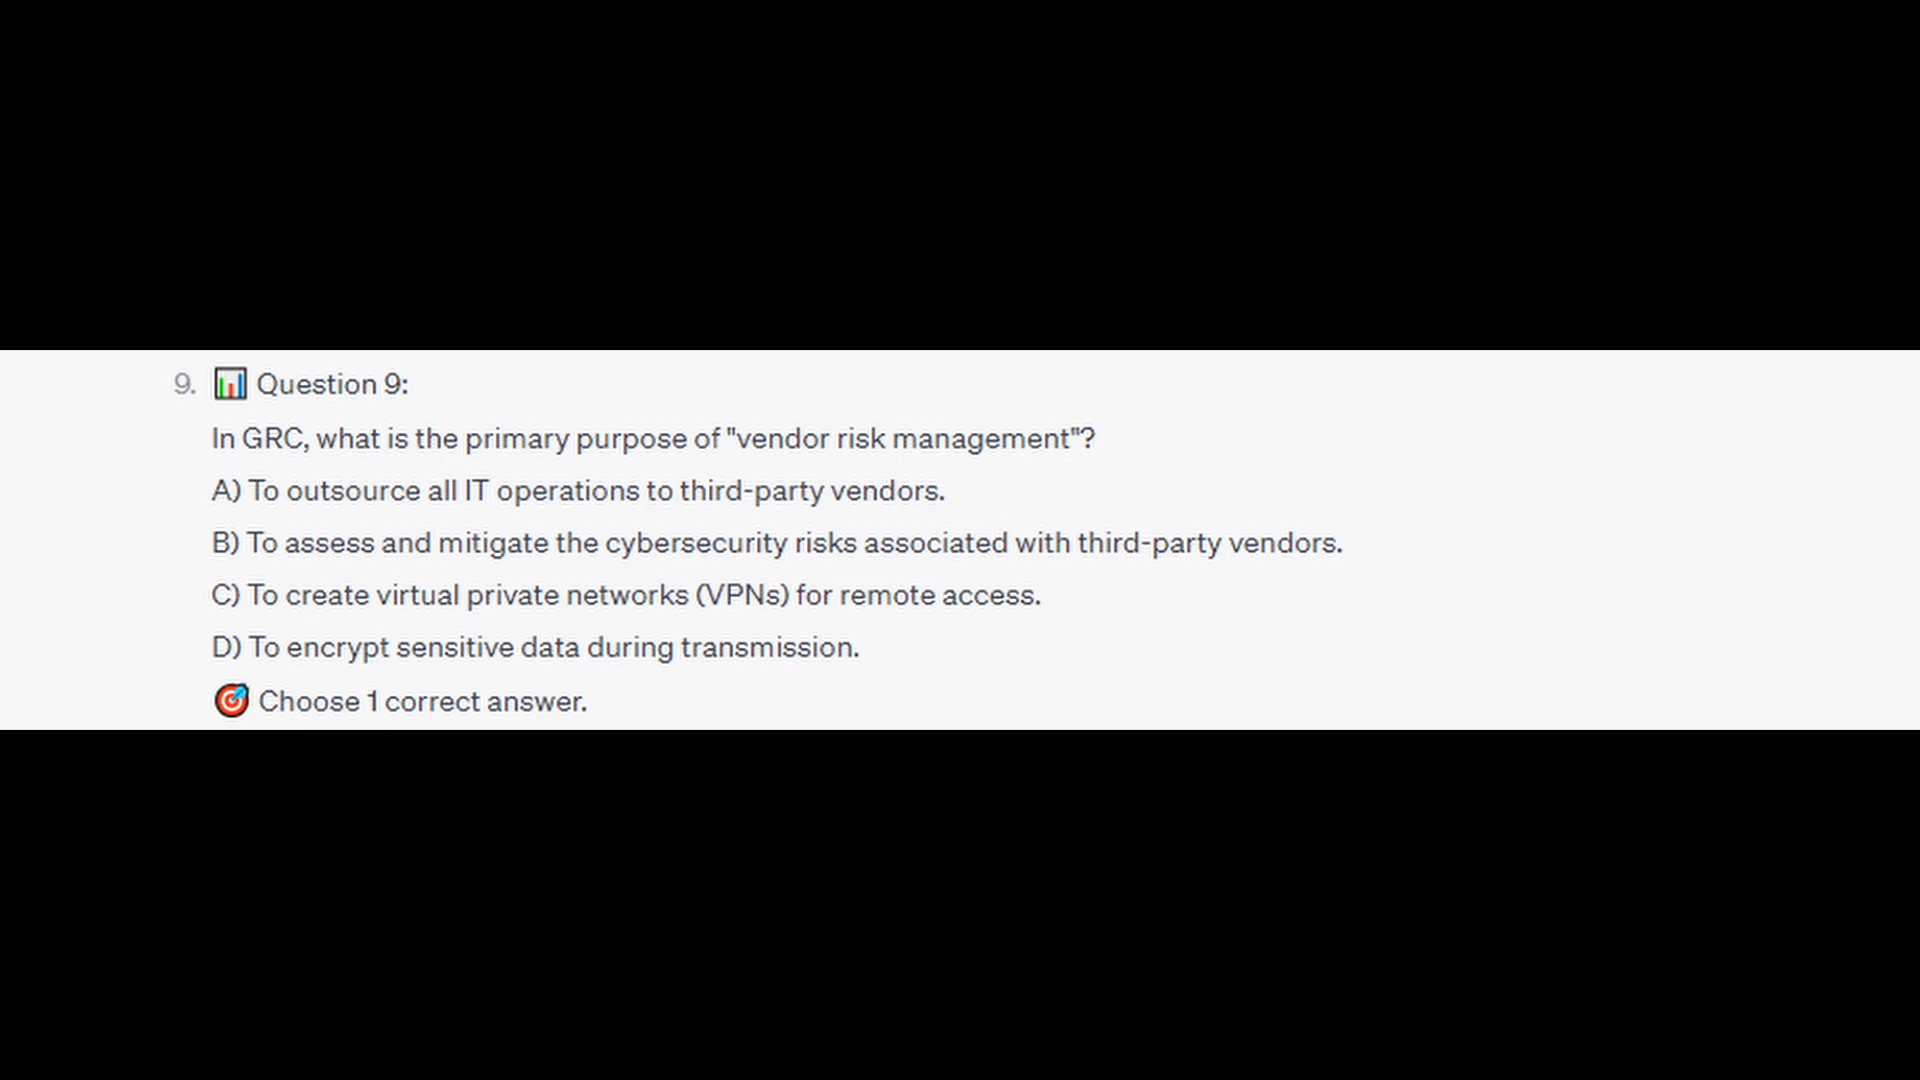 9. 📊 Question 9:
In GRC, what is the primary purpose of "vendor risk management"?
A) To outsource all IT operations to third-party vendors.
B) To assess and mitigate the cybersecurity risks associated with third-party vendors.
C) To create virtual private networks (VPNs) for remote access.
D) To encrypt sensitive data during transmission.
🎯 Choose 1 correct answer.